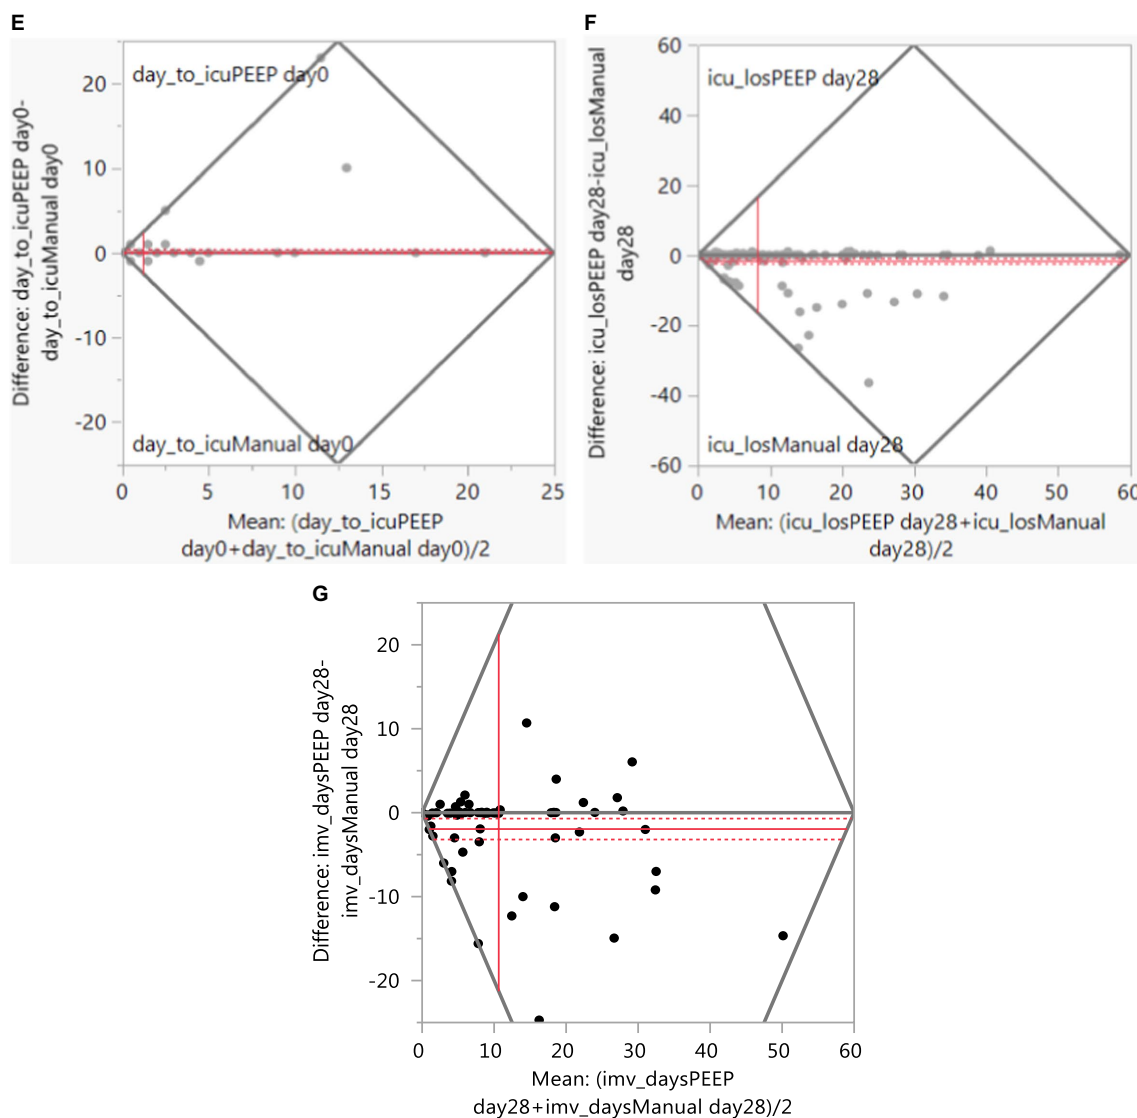 E
day_to_icuPEEP day0
day_to_icuManual day0
20
10
0
-10
-20
0 5 10 15 20 25
Difference: day_to_icuPEEP day0-
day_to_icuManual day0
Mean: (day_to_icuPEEP
day0+day_to_icuManual day0)/2
F
icu_losPEEP day28
icu_losManual day28
60
40
20
0
-20
-40
-60
0 10 20 30 40 50 60
Difference: icu_losPEEP day28-icu_losManual
day28
Mean: (icu_losPEEP day28+icu_losManual
day28)/2
G
20
10
0
-10
-20
0 10 20 30 40 50 60
Difference: imv_daysPEEP day28-
imv_daysManual day28
Mean: (imv_daysPEEP
day28+imv_daysManual day28)/2